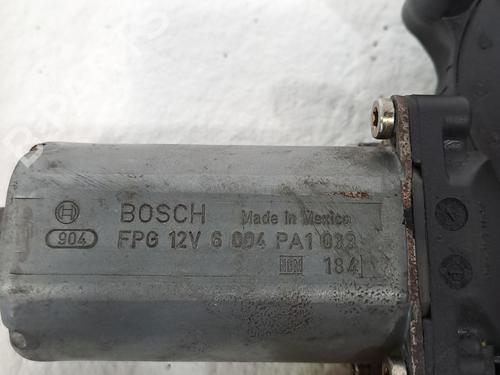 BOSCH Made in Mexico
904 FPG 12V 6 004 PA1 033
184